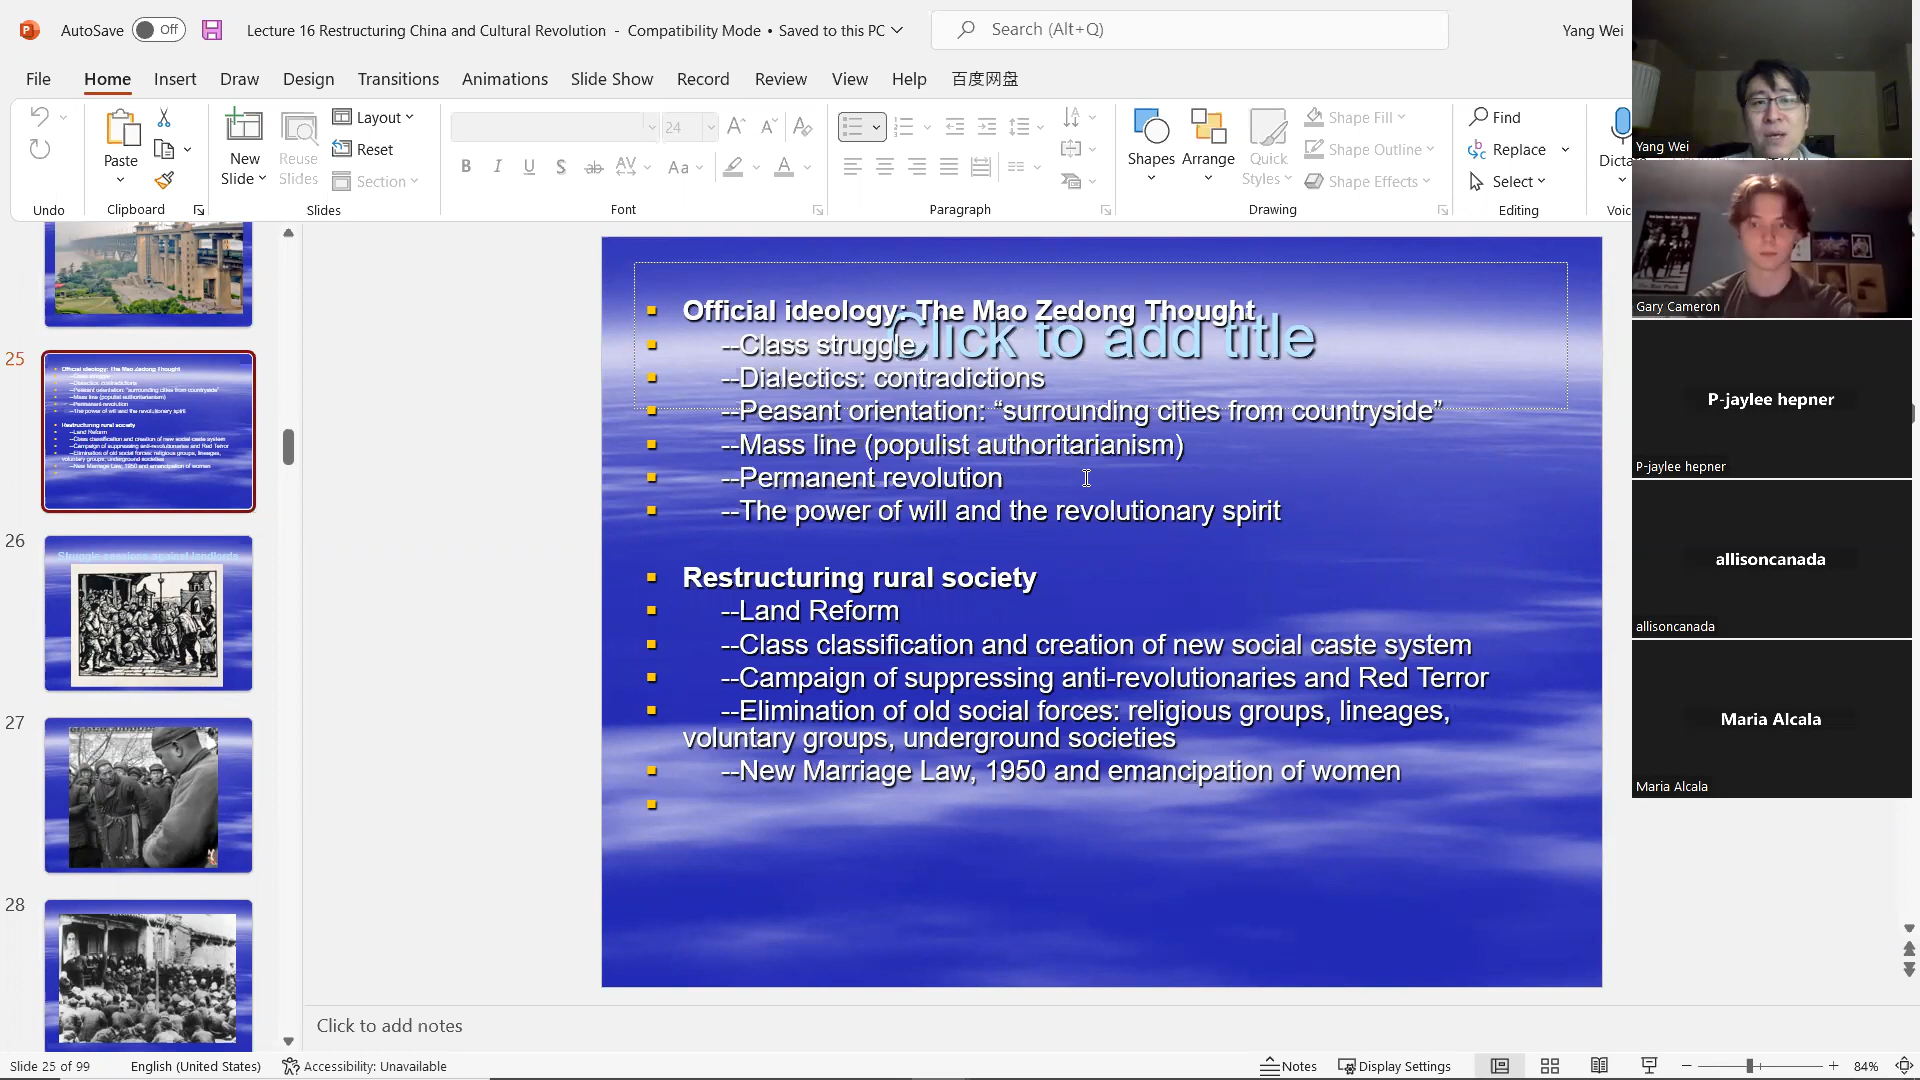 AutoSave Off Lecture 16 Restructuring China and Cultural Revolution - Compatibility Mode • Saved to this PC Search (Alt+Q) Yang Wei
File Home Insert Draw Design Transitions Animations Slide Show Record Review View Help 百度网盘
Undo
Paste
Clipboard
New Slide
Reuse Slides
Layout
Reset
Section
Slides
24
Font
Paragraph
Shapes
Arrange
Quick Styles
Shape Fill
Shape Outline
Shape Effects
Drawing
Find
Replace
Select
Editing
25
26
Struggle sessions against landlords
27
28
Click to add title
Official ideology: The Mao Zedong Thought
--Class struggle
--Dialectics: contradictions
--Peasant orientation: “surrounding cities from countryside”
--Mass line (populist authoritarianism)
--Permanent revolution
--The power of will and the revolutionary spirit
Restructuring rural society
--Land Reform
--Class classification and creation of new social caste system
--Campaign of suppressing anti-revolutionaries and Red Terror
--Elimination of old social forces: religious groups, lineages,
voluntary groups, underground societies
--New Marriage Law, 1950 and emancipation of women
Click to add notes
Yang Wei
Gary Cameron
P-jaylee hepner
P-jaylee hepner
allisoncanada
allisoncanada
Maria Alcala
Maria Alcala
Slide 25 of 99 English (United States) Accessibility: Unavailable Notes Display Settings 84%